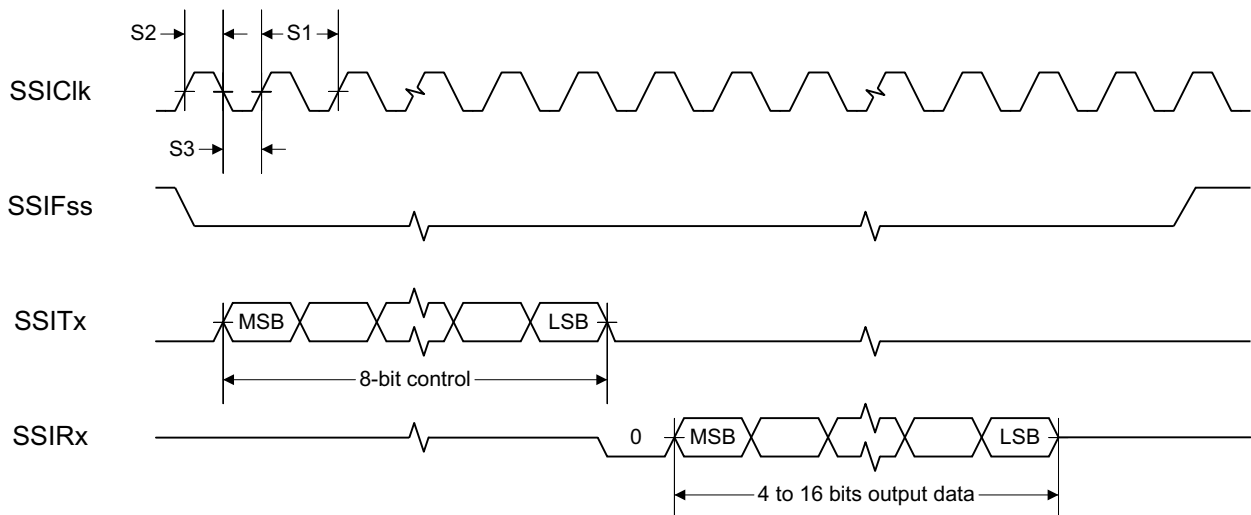 S2
S1
SSIClk
S3
SSIFss
SSITx
MSB
LSB
8-bit control
SSIRx
0
MSB
LSB
4 to 16 bits output data